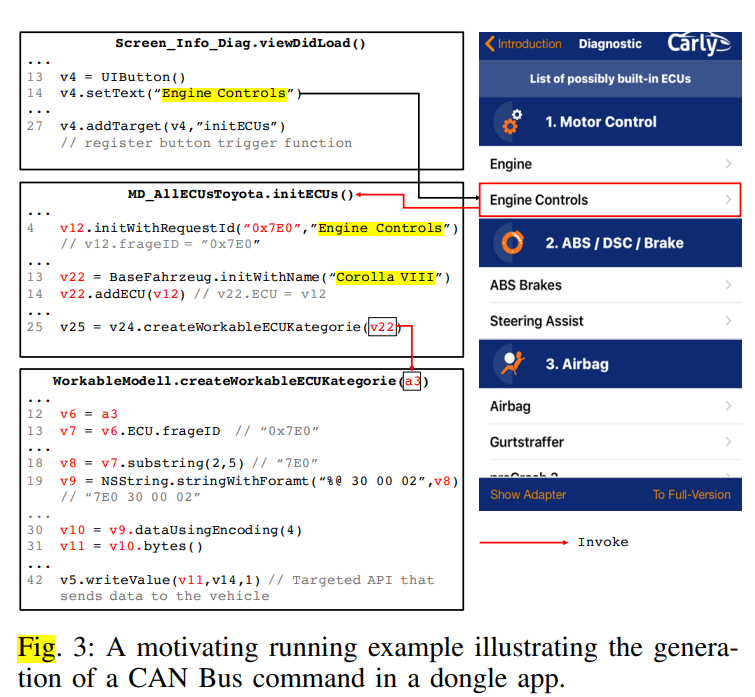 Screen_Info_Diag.viewDidLoad()
...
13 v4 = UIButton()
14 v4.setText(“Engine Controls”)
...
27 v4.addTarget(v4,”initECUs”)
// register button trigger function
MD_AllECUsToyota.initECUs()
...
4 v12.initWithRequestId(“0x7E0”,”Engine Controls”)
// v12.frageID = ”0x7E0”
...
13 v22 = BaseFahrzeug.initWithName(“Corolla VIII”)
14 v22.addECU(v12) // v22.ECU = v12
...
25 v25 = v24.createWorkableECUKategorie(v22)
WorkableModell.createWorkableECUKategorie(a3)
...
12 v6 = a3
13 v7 = v6.ECU.frageID // “0x7E0”
...
18 v8 = v7.substring(2,5) // “7E0”
19 v9 = NSString.stringWithForamt(“%@ 30 00 02”,v8)
// “7E0 30 00 02”
...
30 v10 = v9.dataUsingEncoding(4)
31 v11 = v10.bytes()
...
42 v5.writeValue(v11,v14,1) // Targeted API that
sends data to the vehicle
Introduction Diagnostic Carly
List of possibly built-in ECUs
1. Motor Control
Engine
Engine Controls
2. ABS / DSC / Brake
ABS Brakes
Steering Assist
3. Airbag
Airbag
Gurtstraffer
Show Adapter To Full-Version
Invoke
Fig. 3: A motivating running example illustrating the genera-
tion of a CAN Bus command in a dongle app.